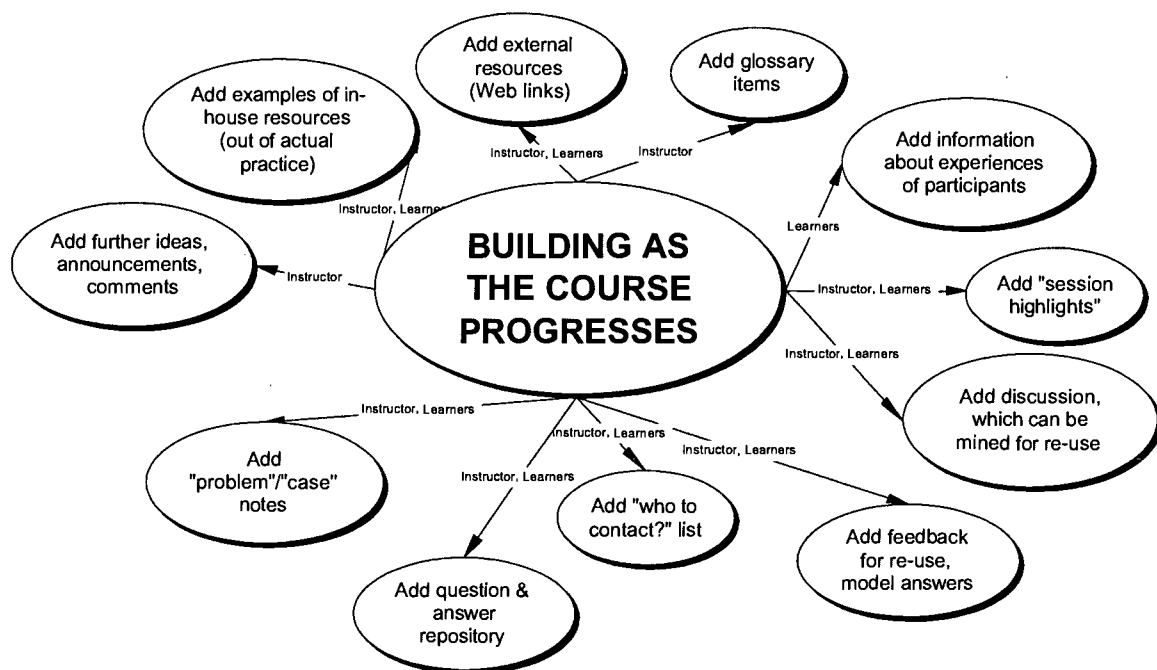 Add external
resources
(Web links)
Add glossary
items
Add examples of in-
house resources
(out of actual
practice)
Add information
about experiences
of participants
Instructor, Learners
Instructor
Instructor, Learners
Learners
Add further ideas,
announcements,
comments
Instructor
BUILDING AS
THE COURSE
PROGRESSES
Instructor, Learners
Add "session
highlights"
Instructor, Learners
Add discussion,
which can be
mined for re-use
Instructor, Learners
Instructor, Learners
Instructor, Learners
Instructor, Learners
Add
"problem"/"case"
notes
Add "who to
contact?" list
Add feedback
for re-use,
model answers
Add question &
answer
repository